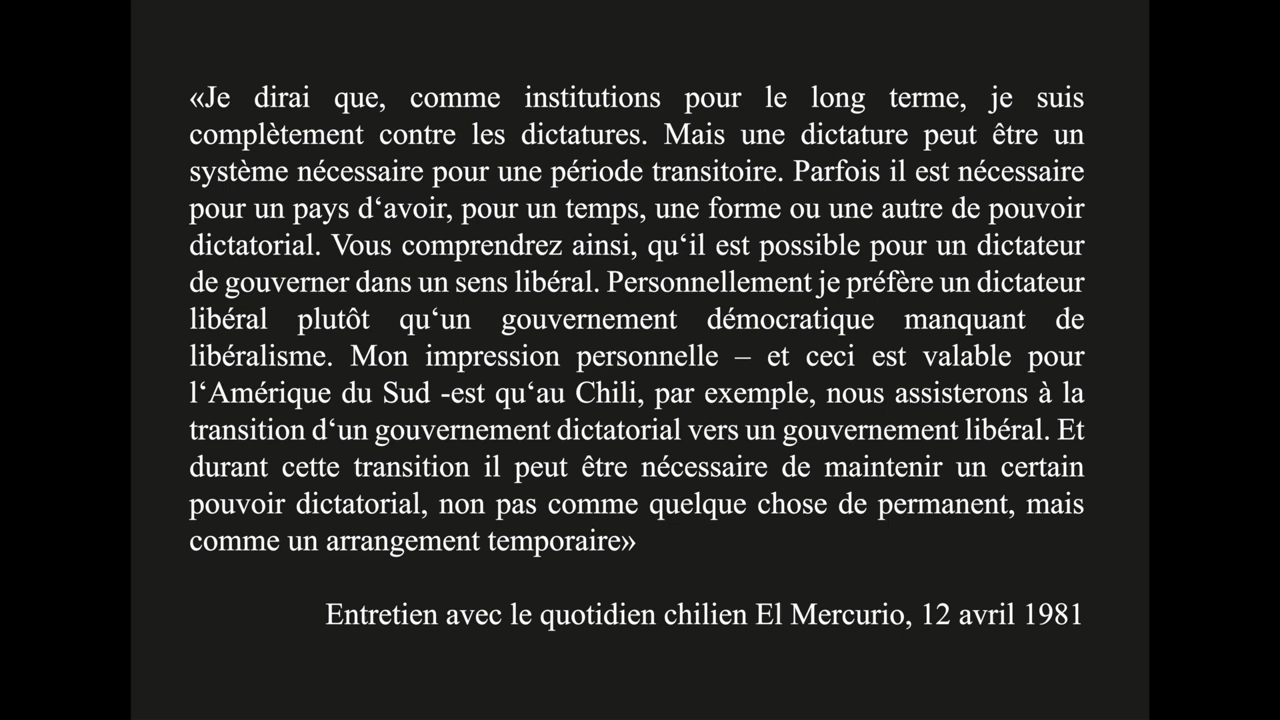 «Je dirai que, comme institutions pour le long terme, je suis
complètement contre les dictatures. Mais une dictature peut être un
système nécessaire pour une période transitoire. Parfois il est nécessaire
pour un pays d‘avoir, pour un temps, une forme ou une autre de pouvoir
dictatorial. Vous comprendrez ainsi, qu‘il est possible pour un dictateur
de gouverner dans un sens libéral. Personnellement je préfère un dictateur
libéral plutôt qu‘un gouvernement démocratique manquant de
libéralisme. Mon impression personnelle – et ceci est valable pour
l‘Amérique du Sud -est qu‘au Chili, par exemple, nous assisterons à la
transition d‘un gouvernement dictatorial vers un gouvernement libéral. Et
durant cette transition il peut être nécessaire de maintenir un certain
pouvoir dictatorial, non pas comme quelque chose de permanent, mais
comme un arrangement temporaire»
Entretien avec le quotidien chilien El Mercurio, 12 avril 1981